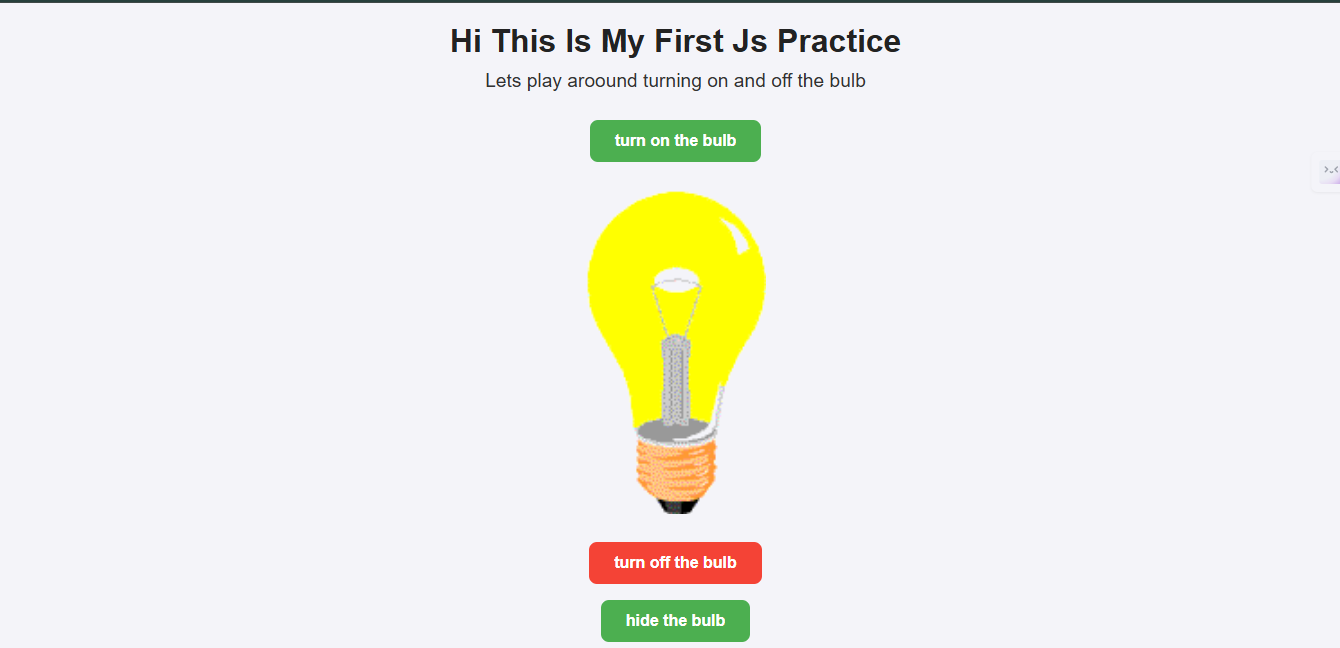 Hi This Is My First Js Practice
Lets play aroound turning on and off the bulb
turn on the bulb
turn off the bulb
hide the bulb